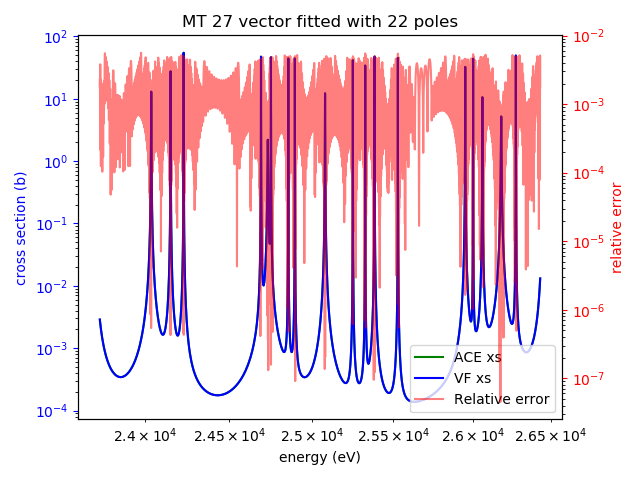 MT 27 vector fitted with 22 poles
10²
10¹
10⁰
10⁻¹
10⁻²
10⁻³
10⁻⁴
cross section (b)
10⁻²
10⁻³
10⁻⁴
10⁻⁵
10⁻⁶
10⁻⁷
relative error
ACE xs
VF xs
Relative error
2.4 × 10⁴ 2.45 × 10⁴ 2.5 × 10⁴ 2.55 × 10⁴ 2.6 × 10⁴ 2.65 × 10⁴
energy (eV)